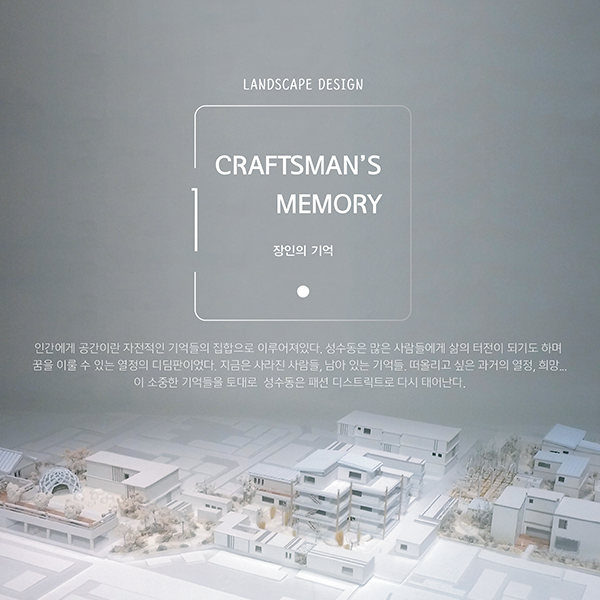 LANDSCAPE DESIGN
CRAFTSMAN'S
MEMORY
장인의 기억
인간에게 공간이란 자전적인 기억들의 집합으로 이루어져있다. 성수동은 많은 사람들에게 삶의 터전이 되기도 하며
꿈을 이룰 수 있는 열정의 디딤판이었다. 지금은 사라진 사람들, 남아 있는 기억들. 떠올리고 싶은 과거의 열정, 희망...
이 소중한 기억들을 토대로 성수동은 패션 디스트릭트로 디시 태어난다.